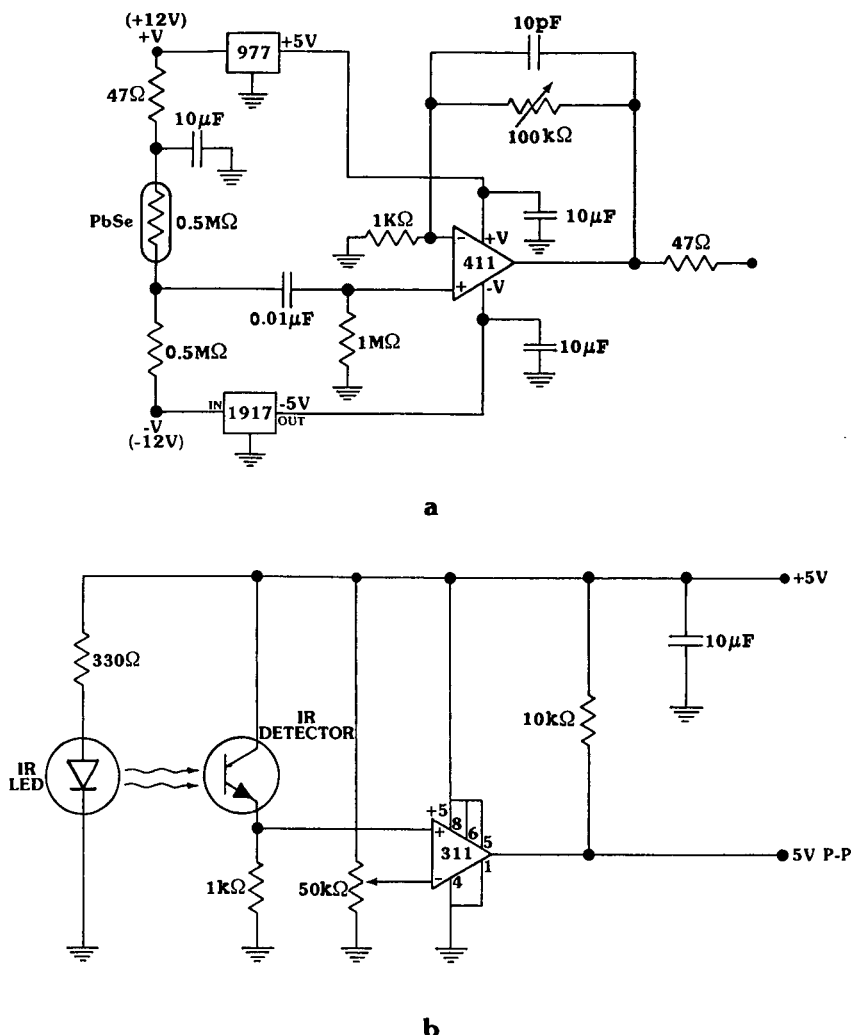 (+12V)
+V
977
+5V
10pF
47Ω
10μF
100kΩ
PbSe
0.5MΩ
1KΩ
-
+V
10μF
411
47Ω
+
-V
0.01μF
1MΩ
10μF
0.5MΩ
IN
1917
-5V
OUT
-V
(-12V)
a
+5V
330Ω
10μF
IR
DETECTOR
10kΩ
IR
LED
+5
8
6
5
+
311
5V P-P
-
4
1
1kΩ
50kΩ
b